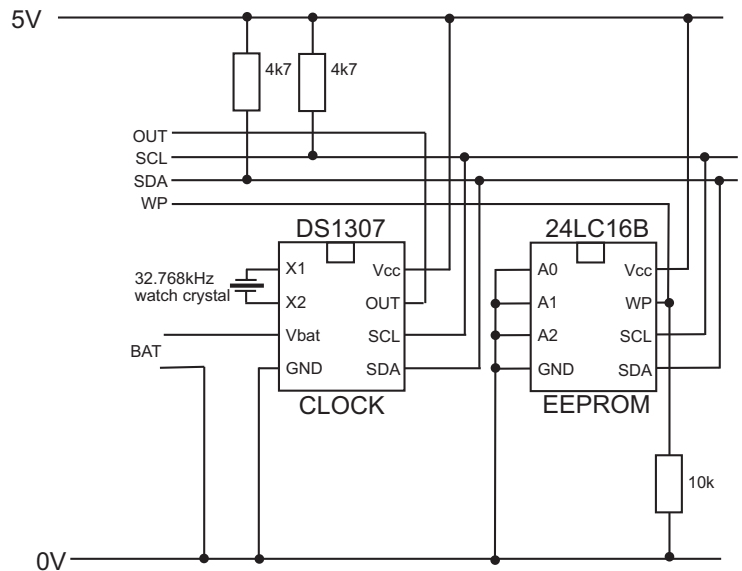 5V
4k7
4k7
OUT
SCL
SDA
WP
DS1307
24LC16B
32.768kHz
watch crystal
X1
X2
Vbat
GND
Vcc
OUT
SCL
SDA
A0
A1
A2
GND
Vcc
WP
SCL
SDA
BAT
CLOCK
EEPROM
10k
0V